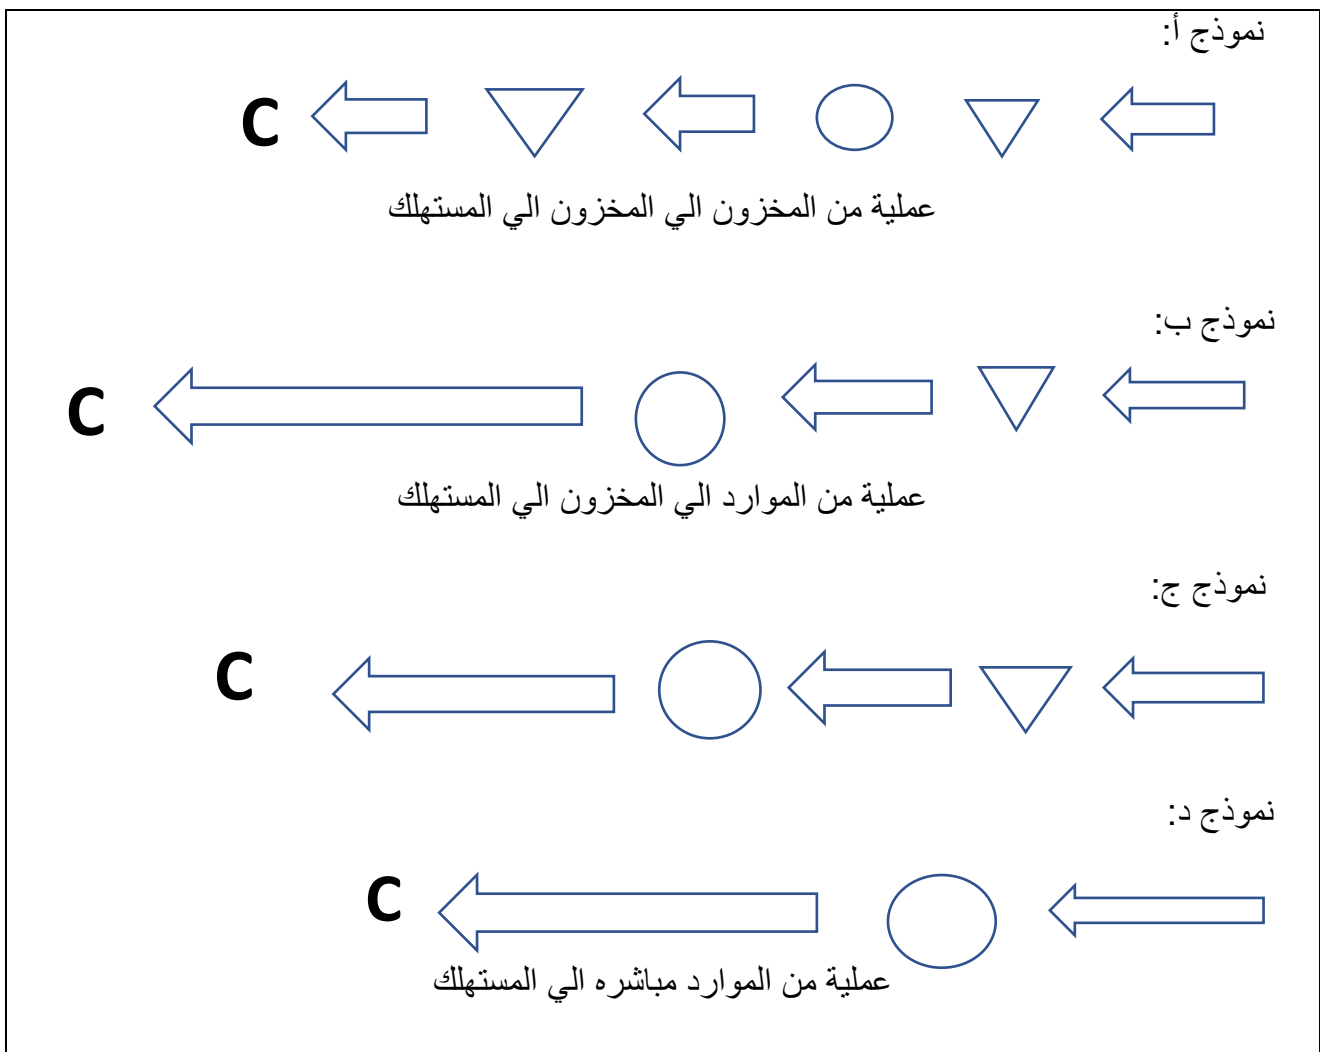 نموذج أ:
C
عملية من المخزون الي المخزون الي المستهلك
نموذج ب:
C
عملية من الموارد الي المخزون الي المستهلك
نموذج ج:
C
نموذج د:
C
عملية من الموارد مباشره الي المستهلك